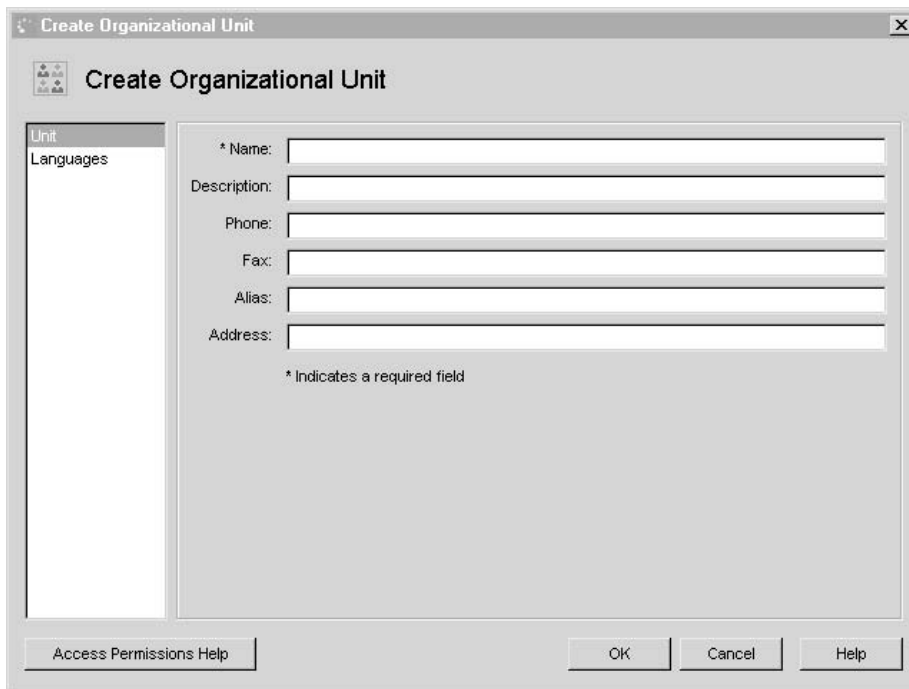 Create Organizational Unit
Create Organizational Unit
Unit
Languages
* Name:
Description:
Phone:
Fax:
Alias:
Address:
* Indicates a required field
Access Permissions Help
OK
Cancel
Help